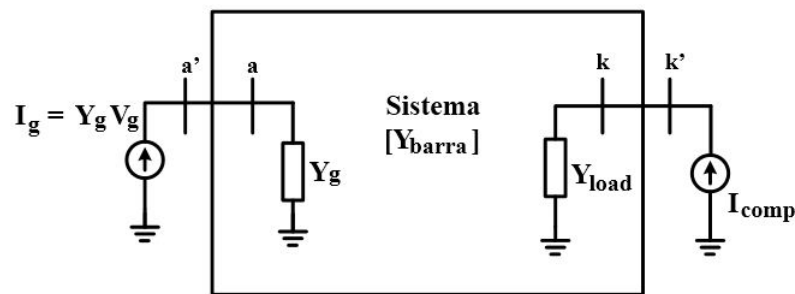 a’ a k k’
I_g = Y_g V_g
Sistema
[Y_barra]
Y_g
Y_load
I_comp